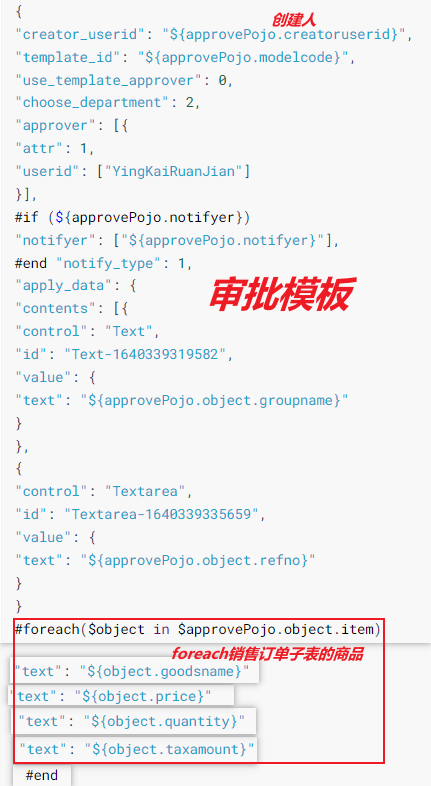 {
创建人
"creator_userid": "${approvePojo.creatoruserid}",
"template_id": "${approvePojo.modelcode}",
"use_template_approver": 0,
"choose_department": 2,
"approver": [{
"attr": 1,
"userid": ["YingKaiRuanJian"]
}],
#if (${approvePojo.notifyer})
"notifyer": ["${approvePojo.notifyer}"],
#end "notify_type": 1,
"apply_data": {
审批模板
"contents": [{
"control": "Text",
"id": "Text-1640339319582",
"value": {
"text": "${approvePojo.object.groupname}"
}
},
{
"control": "Textarea",
"id": "Textarea-1640339335659",
"value": {
"text": "${approvePojo.object.refno}"
}
}
#foreach($object in $approvePojo.object.item)
foreach销售订单子表的商品
"text": "${object.goodsname}"
"text": "${object.price}"
"text": "${object.quantity}"
"text": "${object.taxamount}"
#end